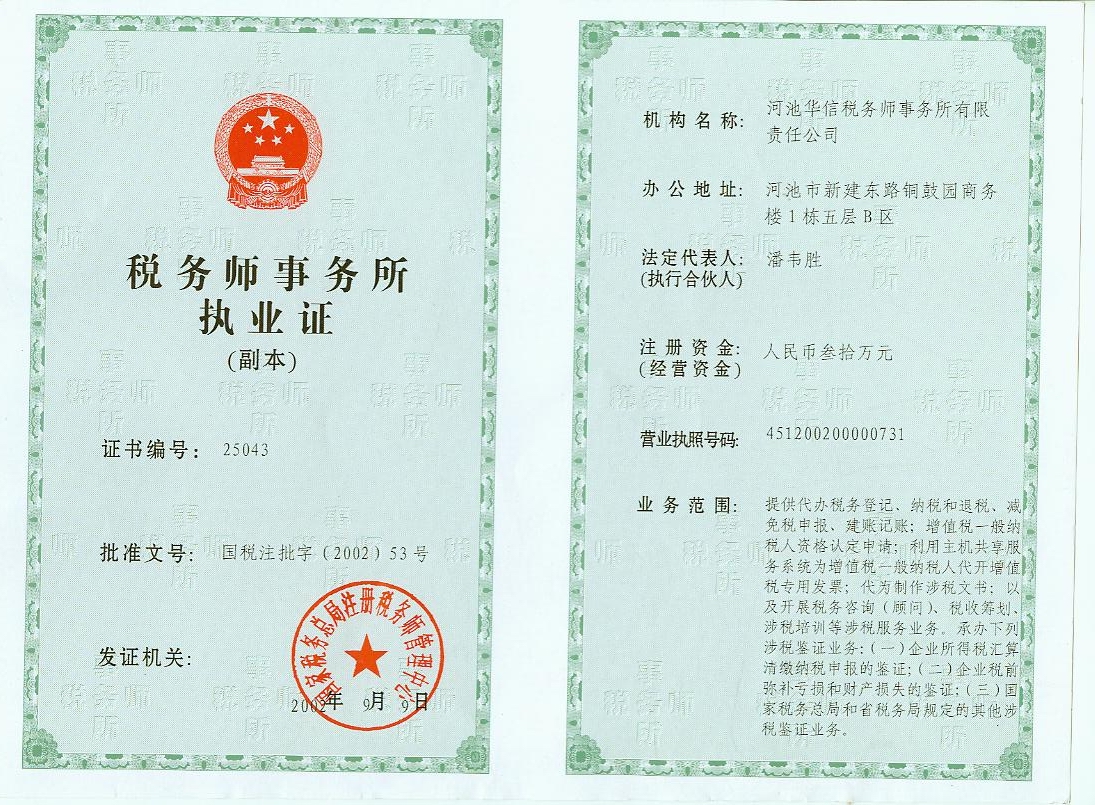 税务师事务所
执业证
(副本)
证书编号: 25043
批准文号: 国税注批字(2002)53号
发证机关:
国家税务总局注册税务师管理中心
2002年 9月 9日
机构名称: 河池华信税务师事务所有限
责任公司
办公地址: 河池市新建东路铜鼓园商务
楼1栋五层B区
法定代表人: 潘韦胜
(执行合伙人)
注册资金: 人民币叁拾万元
(经营资金)
营业执照号码: 451200200000731
业务范围: 提供代办税务登记、纳税和退税、减
免税申报、建账记账; 增值税一般纳
税人资格认定申请; 利用主机共享服
务系统为增值税一般纳税人代开增值
税专用发票; 代为制作涉税文书; 以
及开展税务咨询(顾问)、税收筹划、
涉税培训等涉税服务业务。承办下列
涉税鉴证业务:(一)企业所得税汇算
清缴纳税申报的鉴证;(二)企业税前
弥补亏损和财产损失的鉴证;(三)国
家税务总局和省税务局规定的其他涉
税鉴证业务。